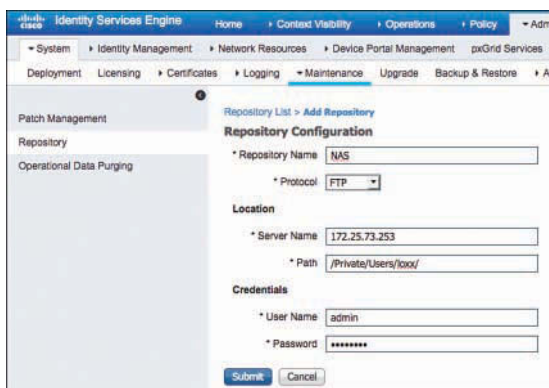 cisco Identity Services Engine Home Context Visibility Operations Policy
System Identity Management Network Resources Device Portal Management pxGrid Services
Deployment Licensing Certificates Logging Maintenance Upgrade Backup & Restore
Patch Management
Repository
Operational Data Purging
Repository List > Add Repository
Repository Configuration
* Repository Name NAS
* Protocol FTP
Location
* Server Name 172.25.73.253
* Path /Private/Users/loxx/
Credentials
* User Name admin
* Password ••••••••
Submit Cancel